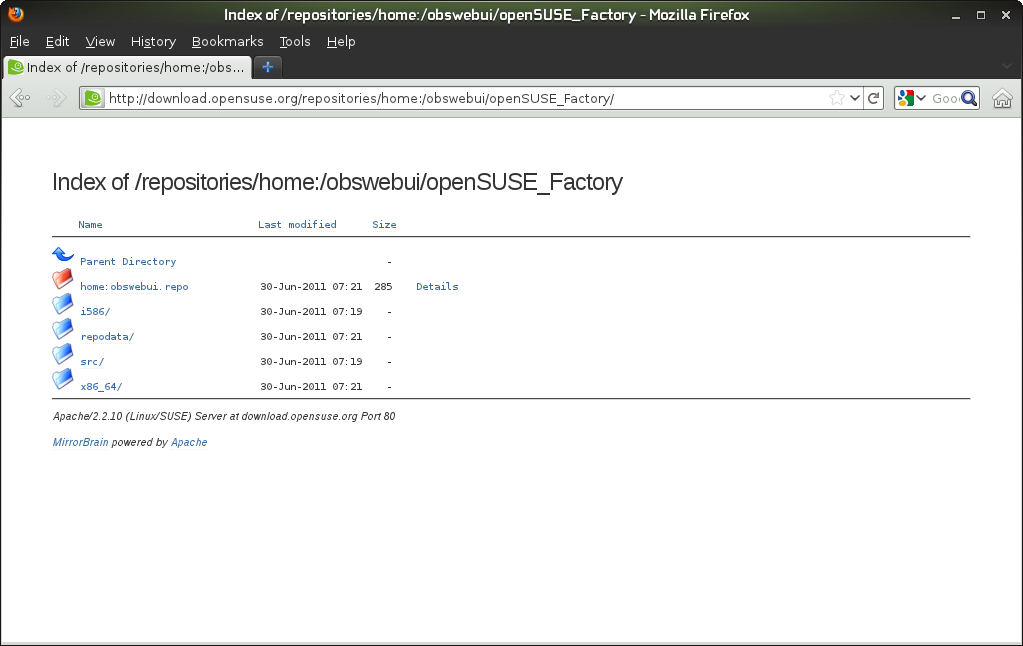 Index of /repositories/home:/obswebui/openSUSE_Factory - Mozilla Firefox
File Edit View History Bookmarks Tools Help
Index of /repositories/home:/obs...
http://download.opensuse.org/repositories/home:/obswebui/openSUSE_Factory/ Goo
Index of /repositories/home:/obswebui/openSUSE_Factory
Name Last modified Size
Parent Directory -
home:obswebui.repo 30-Jun-2011 07:21 285 Details
i586/ 30-Jun-2011 07:19 -
repodata/ 30-Jun-2011 07:21 -
src/ 30-Jun-2011 07:19 -
x86_64/ 30-Jun-2011 07:21 -
Apache/2.2.10 (Linux/SUSE) Server at download.opensuse.org Port 80
MirrorBrain powered by Apache